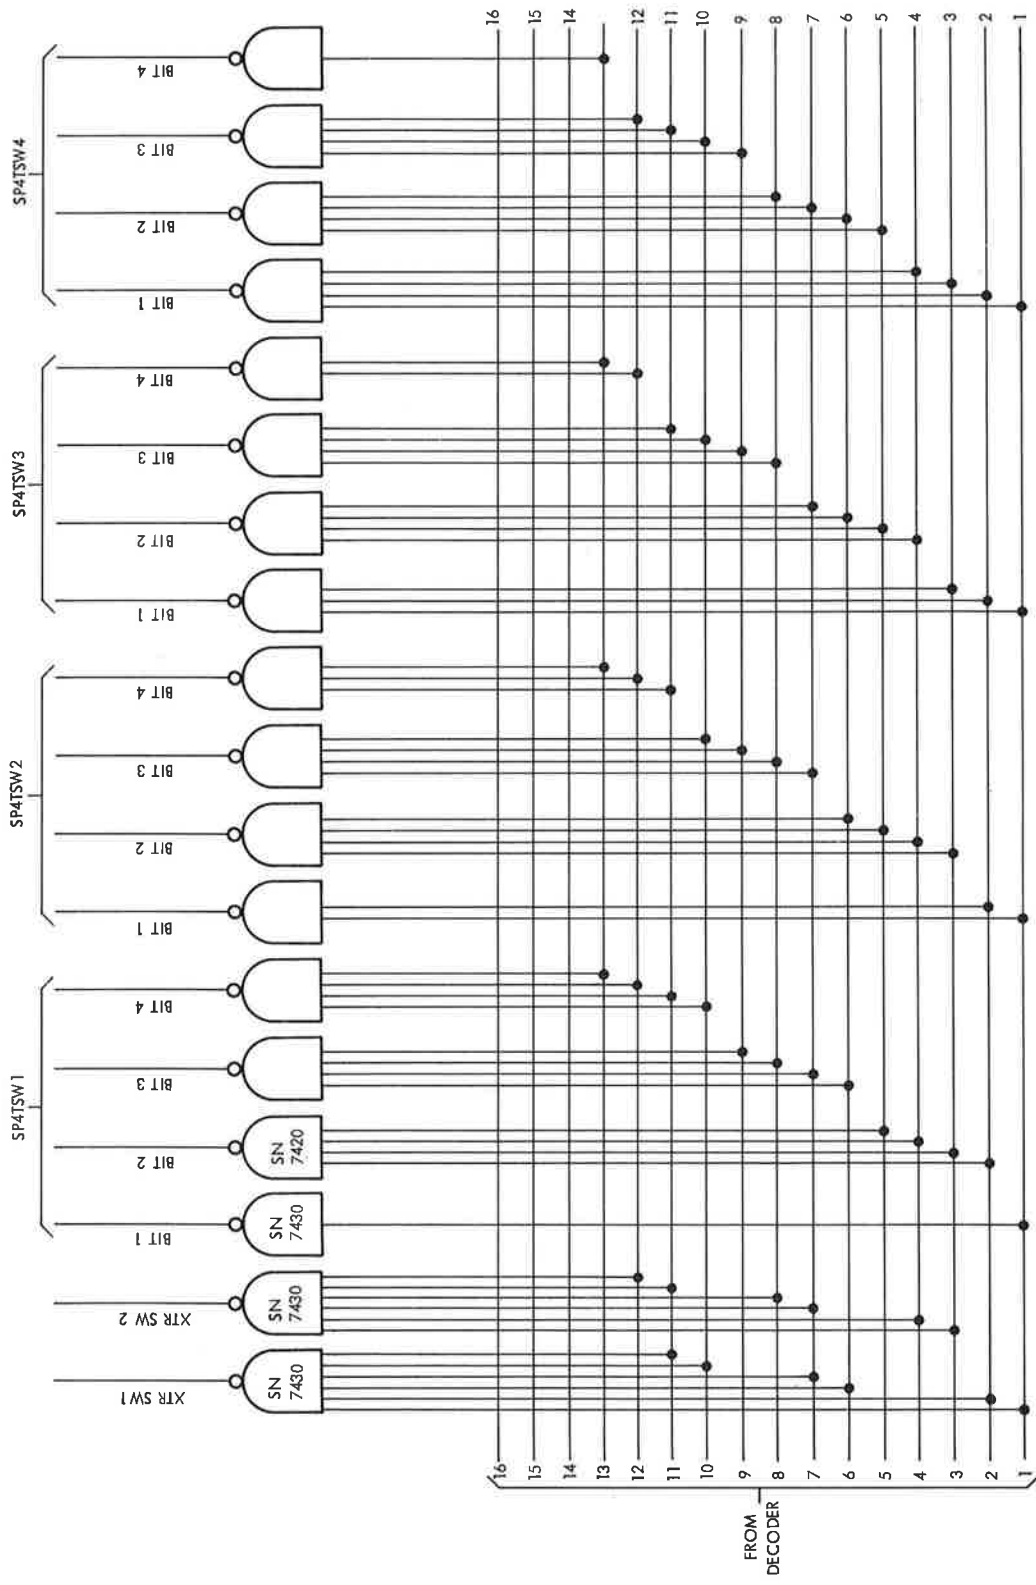 SP4TSW4
SP4TSW3
SP4TSW2
SP4TSW1
BIT 4
BIT 3
BIT 2
BIT 1
BIT 4
BIT 3
BIT 2
BIT 1
BIT 4
BIT 3
BIT 2
BIT 1
BIT 4
BIT 3
BIT 2
BIT 1
XTR SW 2
XTR SW1
SN
7420
SN
7430
SN
7430
SN
7430
16
15
14
12
11
10
9
8
7
6
5
4
3
2
1
16
15
14
13
12
11
10
9
8
7
6
5
4
3
2
1
FROM
DECODER